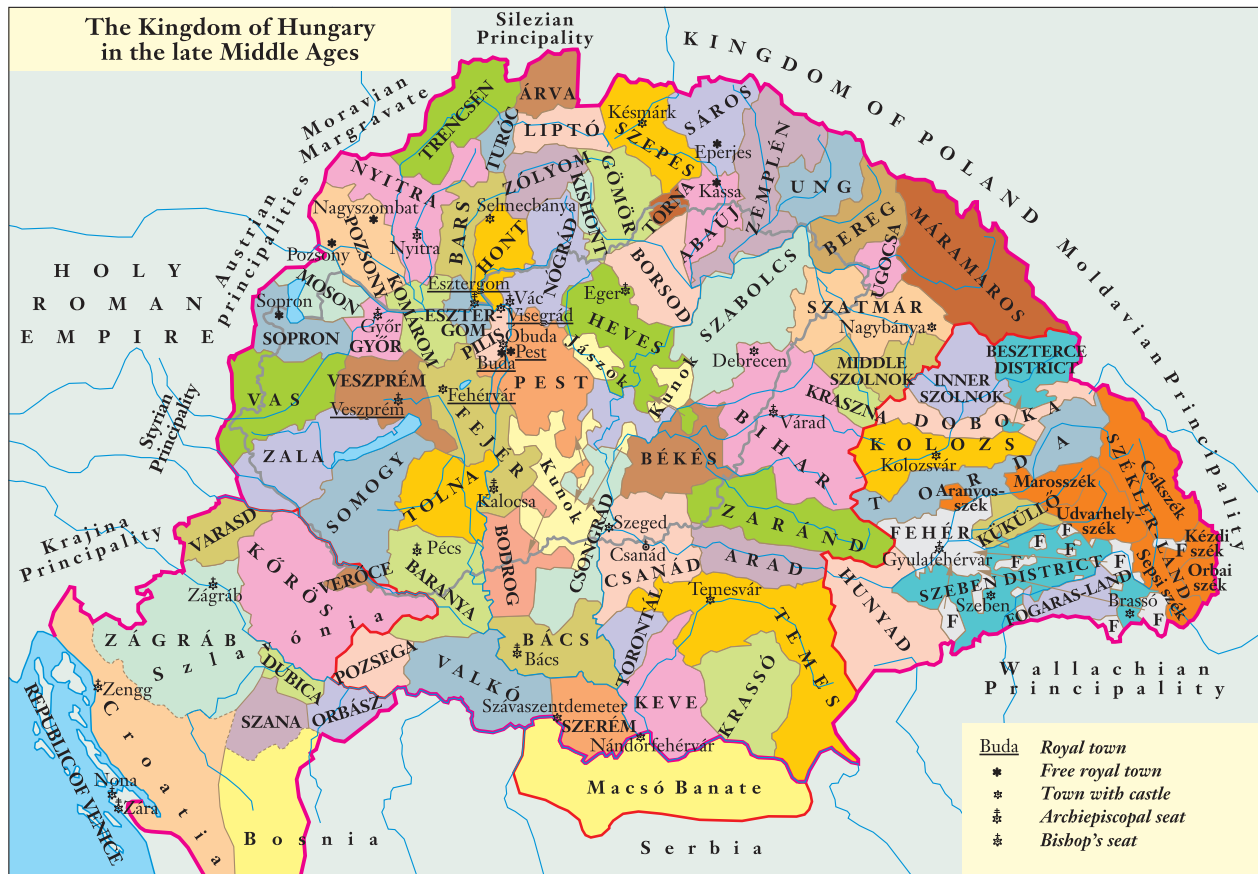 The Kingdom of Hungary
in the late Middle Ages
Silezian
Principality
KINGDOM OF POLAND
Moldavian Principality
Moravian
Margravate
Austrian
principalities
HOLY
ROMAN
EMPIRE
Styrian
Principality
Krajina
Principality
REPUBLIC OF VENICE
Bosnia
Serbia
Wallachian
Principality
Macsó Banate
Croatia
Szlavónia
ÁRVA
TRENCSÉN
TURÓC
LIPTÓ
Késmárk
SZEPES
SÁROS
Eperjes
ZEMPLÉN
UNG
NYITRA
ZÓLYOM
KISHONT
GÖMÖR
TORNA
Kassa
ABAUJ
BEREG
UGOCSA
MÁRAMAROS
Nagyszombat
Pozsony
POZSONY
Nyitra
BARS
Selmecbánya
HONT
NÓGRÁD
BORSOD
SZABOLCS
SZATMÁR
Nagybánya
MOSON
Sopron
SOPRON
Győr
GYŐR
KOMÁROM
Esztergom
ESZTER-
GOM
Vác
Visegrád
PILIS
Óbuda
Pest
Buda
PEST
Eger
HEVES
Jászok
Kunok
Debrecen
MIDDLE
SZOLNOK
KRASZNA
INNER
SZOLNOK
BESZTERCE
DISTRICT
DOBOKA
VAS
VESZPRÉM
Veszprém
Fehérvár
FEJÉR
Kunok
BÉKÉS
Várad
BIHAR
KOLOZS
Kolozsvár
TORDA
Aranyos-
szék
Marosszék
SZÉKELY LAND
Csíkszék
Udvarhely-
szék
Kézdi
szék
Orbai
szék
Sepsi szék
ZALA
SOMOGY
TOLNA
Kalocsa
CSONGRÁD
Szeged
Csanád
CSANÁD
ZARÁND
ARAD
FEHÉR
Gyulafehérvár
KÜKÜLLŐ
SZEBEN DISTRICT
Szeben
FOGARAS-LAND
Brassó
F
F
F
F
F
F
F
F
F
VARASD
KŐRÖS
VERŐCE
Pécs
BARANYA
BODROG
Zágráb
ZÁGRÁB
DUBICA
POZSEGA
VALKÓ
BÁCS
Bács
TORONTÁL
Temesvár
TEMES
HUNYAD
KRASSÓ
KEVE
SZANA
ORBÁSZ
Szávaszentdemeter
SZERÉM
Nándorfehérvár
Zengg
Nona
Zára
Buda Royal town
Free royal town
Town with castle
Archiepiscopal seat
Bishop's seat